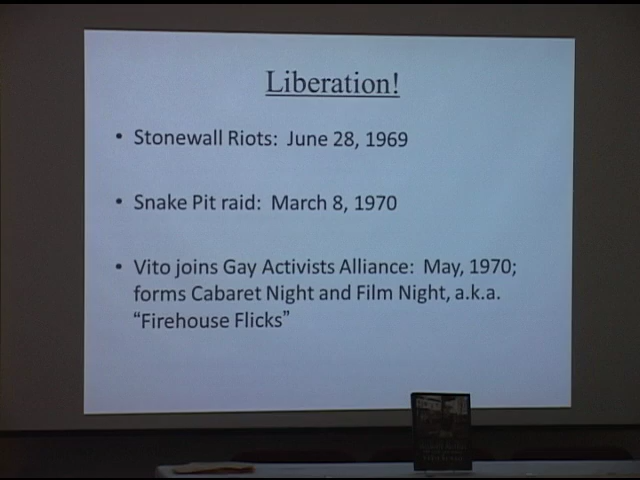 Liberation!
• Stonewall Riots:  June 28, 1969
• Snake Pit raid:  March 8, 1970
• Vito joins Gay Activists Alliance:  May, 1970;
forms Cabaret Night and Film Night, a.k.a.
“Firehouse Flicks”